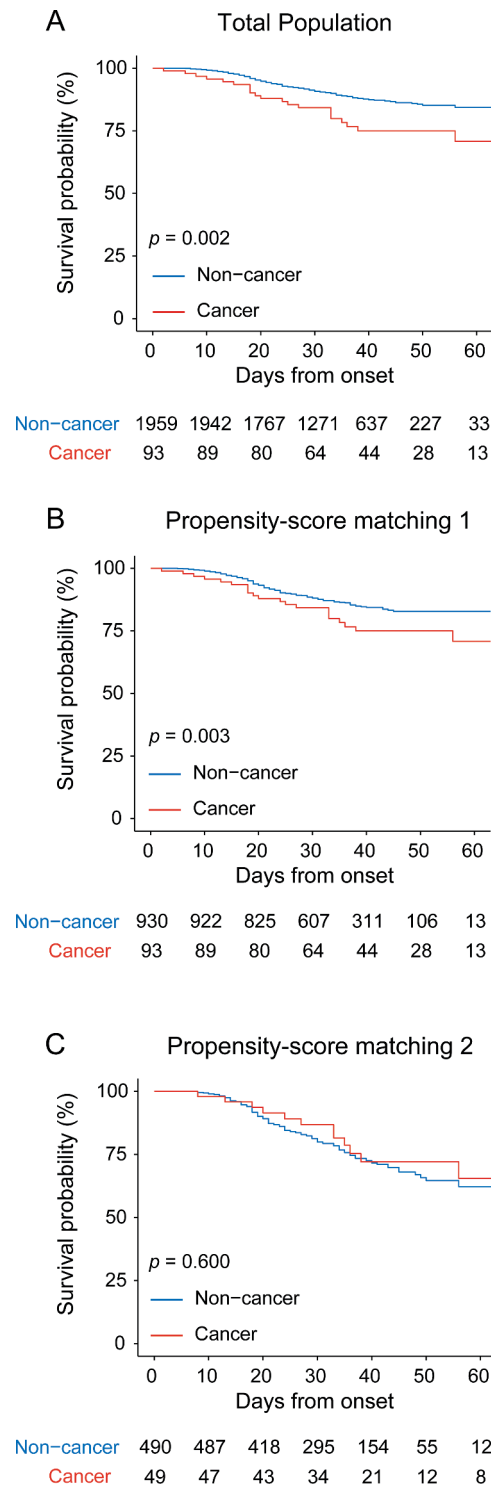 A Total Population
Survival probability (%)
100
75
50
25
0
p = 0.002
Non−cancer
Cancer
0 10 20 30 40 50 60
Days from onset
Non−cancer 1959 1942 1767 1271 637 227 33
Cancer 93 89 80 64 44 28 13
B Propensity-score matching 1
Survival probability (%)
100
75
50
25
0
p = 0.003
Non−cancer
Cancer
0 10 20 30 40 50 60
Days from onset
Non−cancer 930 922 825 607 311 106 13
Cancer 93 89 80 64 44 28 13
C Propensity-score matching 2
Survival probability (%)
100
75
50
25
0
p = 0.600
Non−cancer
Cancer
0 10 20 30 40 50 60
Days from onset
Non−cancer 490 487 418 295 154 55 12
Cancer 49 47 43 34 21 12 8